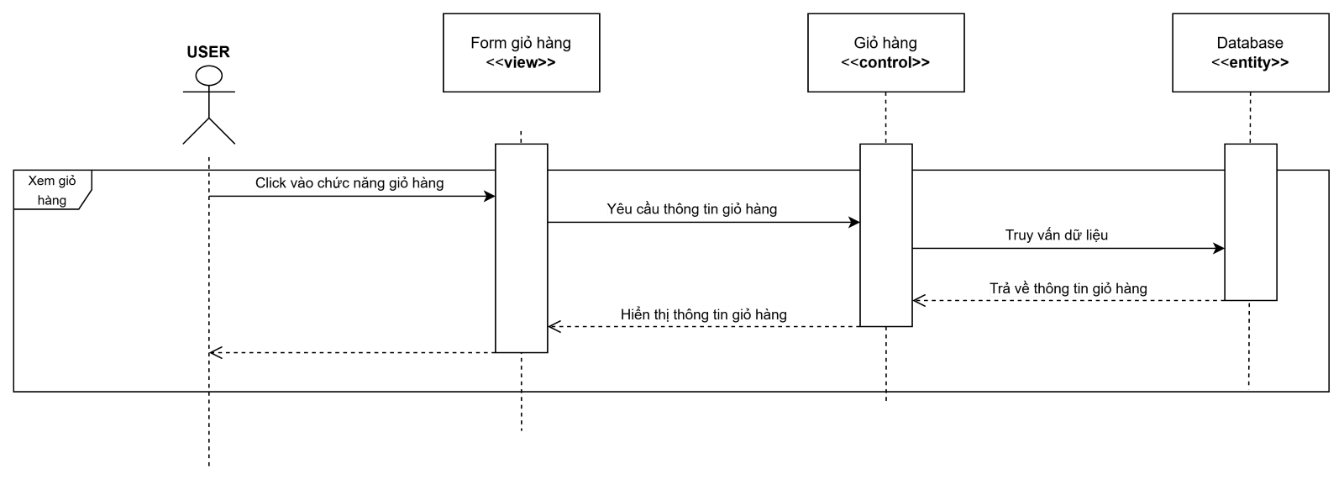 USER
Form giỏ hàng
<<view>>
Giỏ hàng
<<control>>
Database
<<entity>>
Xem giỏ
hàng
Click vào chức năng giỏ hàng
Yêu cầu thông tin giỏ hàng
Truy vấn dữ liệu
Trả về thông tin giỏ hàng
Hiển thị thông tin giỏ hàng